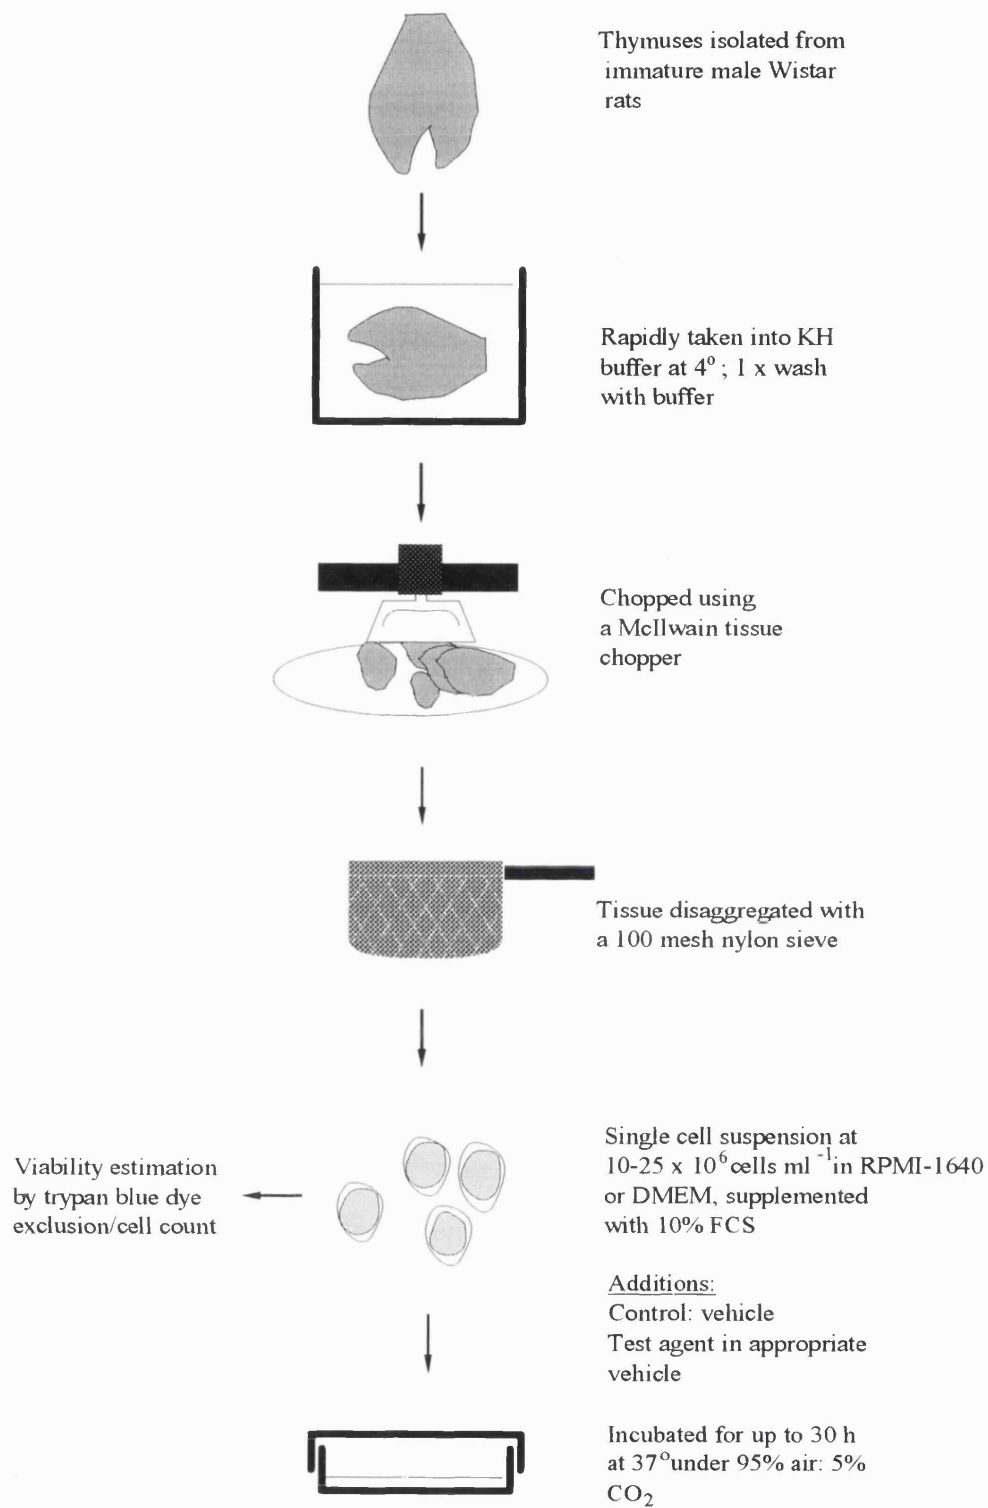 Thymuses isolated from
immature male Wistar
rats
Rapidly taken into KH
buffer at 4° ; 1 x wash
with buffer
Chopped using
a McIlwain tissue
chopper
Tissue disaggregated with
a 100 mesh nylon sieve
Viability estimation
by trypan blue dye
exclusion/cell count
Single cell suspension at
10-25 x 10⁶ cells ml⁻¹ in RPMI-1640
or DMEM, supplemented
with 10% FCS
Additions:
Control: vehicle
Test agent in appropriate
vehicle
Incubated for up to 30 h
at 37° under 95% air: 5%
CO₂